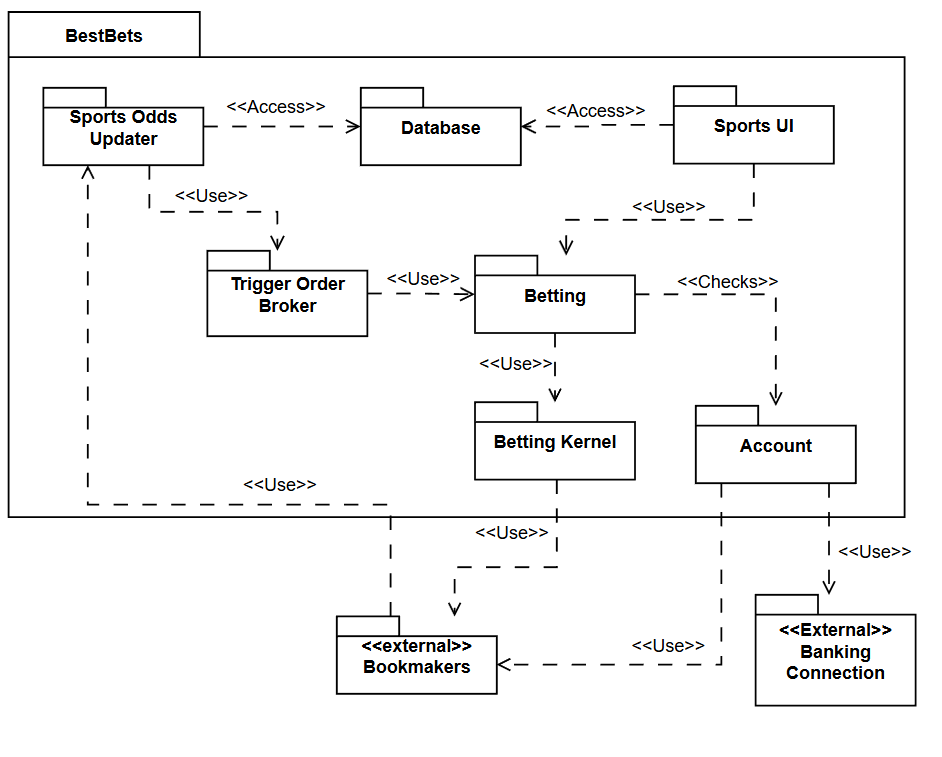 BestBets
Sports Odds
Updater
<<Access>>
Database
<<Access>>
Sports UI
<<Use>>
<<Use>>
Trigger Order
Broker
<<Use>>
Betting
<<Checks>>
<<Use>>
Betting Kernel
Account
<<Use>>
<<Use>>
<<Use>>
<<external>>
Bookmakers
<<Use>>
<<External>>
Banking
Connection